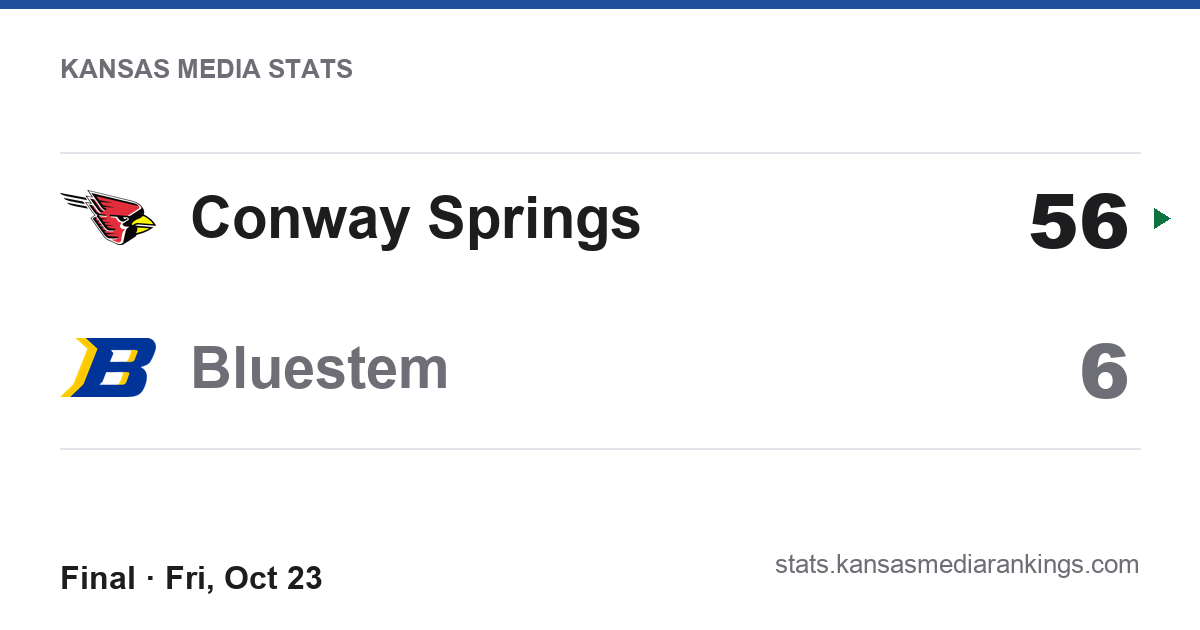 KANSAS MEDIA STATS
Conway Springs 56
B Bluestem 6
Final · Fri, Oct 23
stats.kansasmediarankings.com